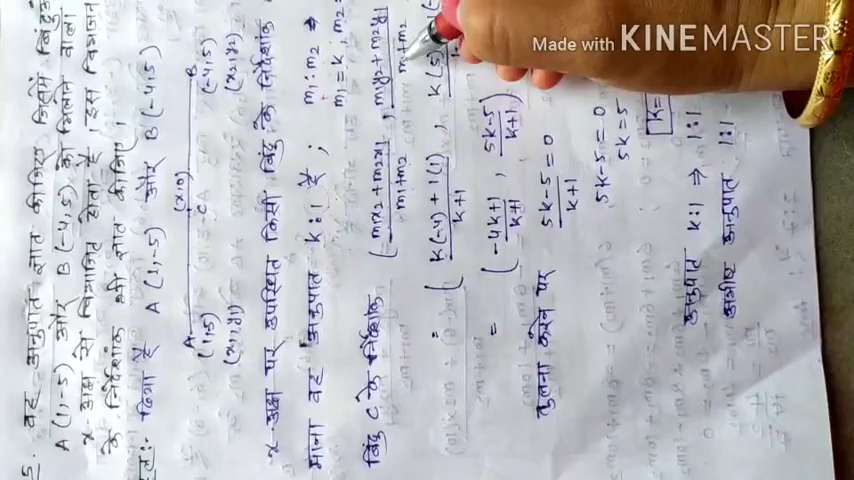 5. वह अनुपात ज्ञात कीजिए जिसमें बिंदुओं
A(1,-5) और B(-4,5) को मिलाने वाला
x-अक्ष से विभाजित होता है। इस विभाजन
के निर्देशांक भी ज्ञात कीजिए।
हल:- दिया है A(1,-5) और B(-4,5)
(x,0)
A C B
(1,-5) (-4,5)
(x1,y1) (x2,y2)
x-अक्ष पर उपस्थित किसी बिंदु के निर्देशांक
माना वह अनुपात k:1 है ; m1:m2 ⇒
m1=k, m2=
बिंदु C के निर्देशांक (m1x2+m2x1/m1+m2 , m1y2+m2y1/m1+m2
= (k(-4)+1(1)/k+1 , k(5)
= (-4k+1/k+1 , 5k-5/k+1)
तुलना करने पर 5k-5/k+1 =0
5k-5=0
5k=5
k=
अनुपात k:1 ⇒ 1:1
अभीष्ट अनुपात 1:1
Made with KINEMASTER